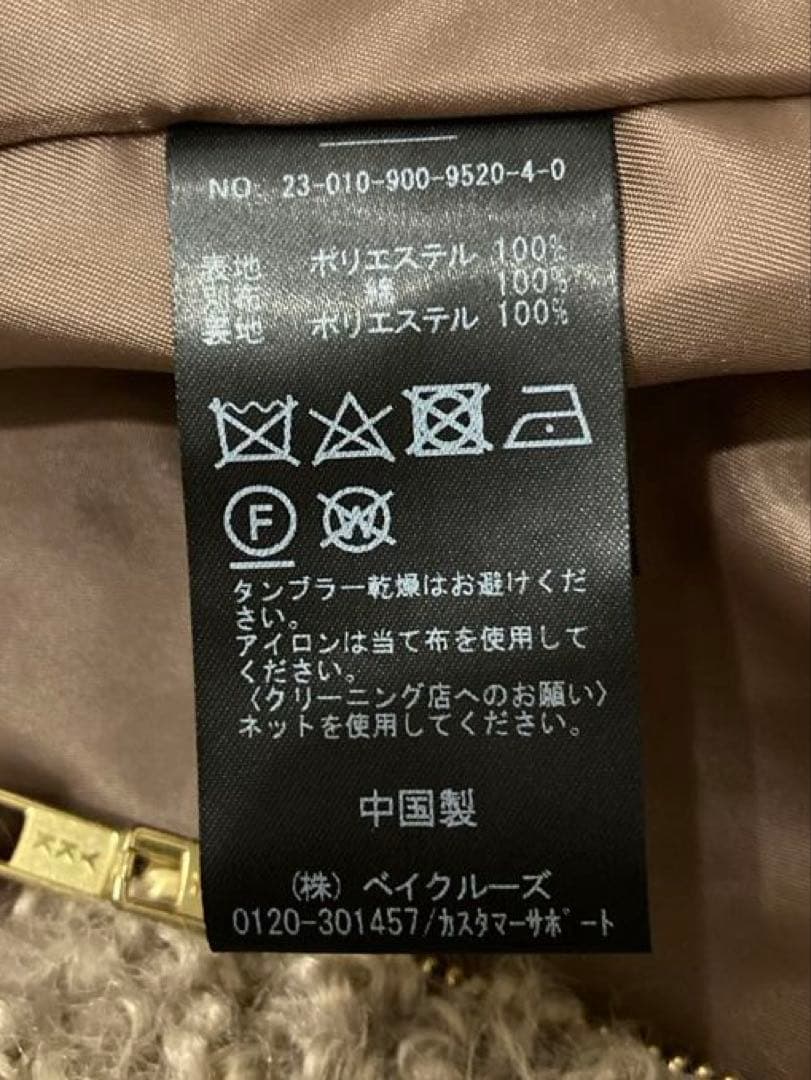 NO. 23-010-900-9520-4-0
表地 ポリエステル 100%
別布 綿 100%
裏地 ポリエステル 100%
F
W
タンブラー乾燥はお避けくだ
さい。
アイロンは当て布を使用して
ください。
〈クリーニング店へのお願い〉
ネットを使用してください。
中国製
(株) ベイクルーズ
0120-301457/カスタマーサポート
YKK